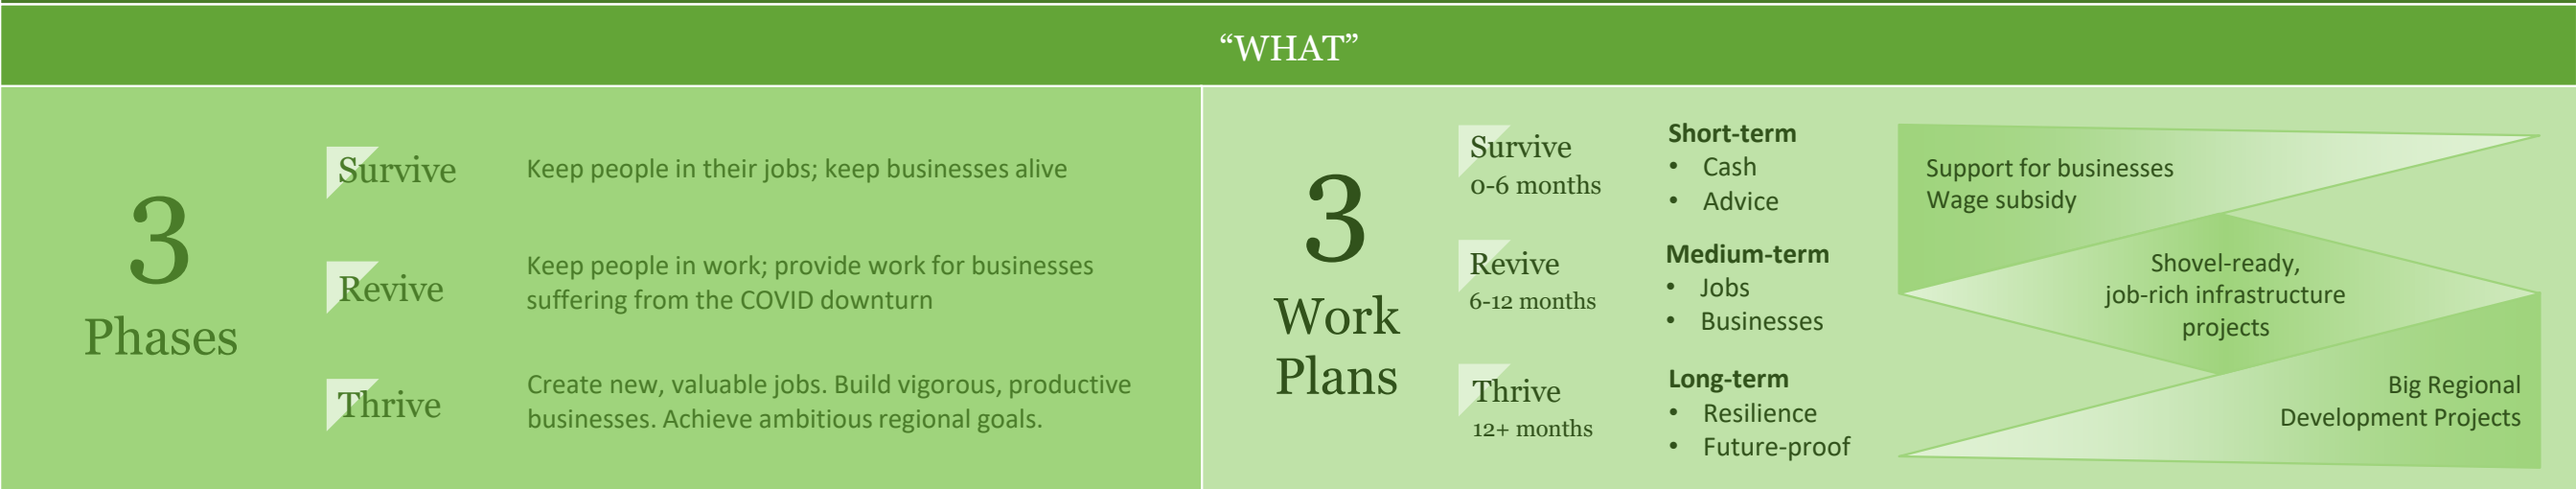 “WHAT”
3
Phases
Survive
Keep people in their jobs; keep businesses alive
Revive
Keep people in work; provide work for businesses
suffering from the COVID downturn
Thrive
Create new, valuable jobs. Build vigorous, productive
businesses. Achieve ambitious regional goals.
3
Work
Plans
Survive
0-6 months
Short-term
• Cash
• Advice
Support for businesses
Wage subsidy
Revive
6-12 months
Medium-term
• Jobs
• Businesses
Shovel-ready,
job-rich infrastructure
projects
Thrive
12+ months
Long-term
• Resilience
• Future-proof
Big Regional
Development Projects